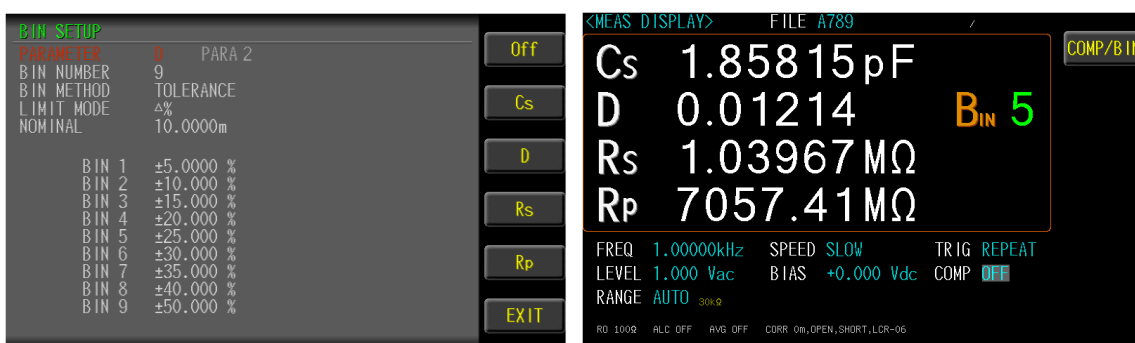 BIN SETUP
PARAMETER D PARA 2
BIN NUMBER 9
BIN METHOD TOLERANCE
LIMIT MODE △%
NOMINAL 10.0000m
BIN 1 ±5.0000 %
BIN 2 ±10.000 %
BIN 3 ±15.000 %
BIN 4 ±20.000 %
BIN 5 ±25.000 %
BIN 6 ±30.000 %
BIN 7 ±35.000 %
BIN 8 ±40.000 %
BIN 9 ±50.000 %
Off
Cs
D
Rs
Rp
EXIT
<MEAS DISPLAY> FILE A789 /
COMP/BIN
Cs 1.85815pF
D 0.01214 BIN 5
Rs 1.03967MΩ
Rp 7057.41MΩ
FREQ 1.00000kHz SPEED SLOW TRIG REPEAT
LEVEL 1.000 Vac BIAS +0.000 Vdc COMP OFF
RANGE AUTO 30kΩ
RO 100Ω ALC OFF AVG OFF CORR 0m,OPEN,SHORT,LCR-06